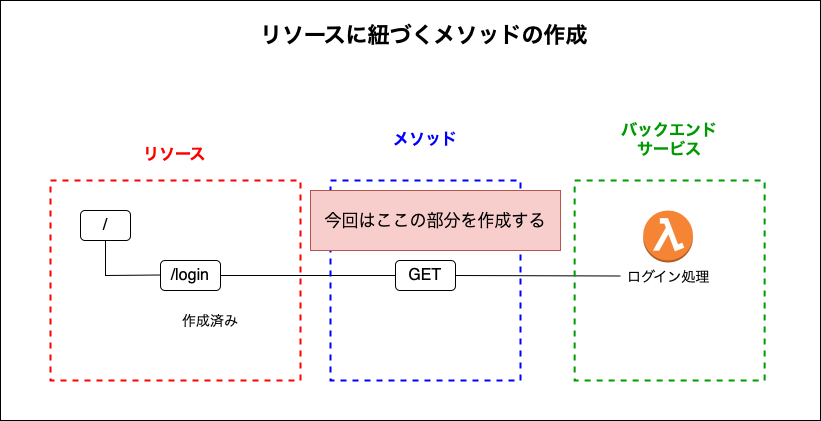 リソースに紐づくメソッドの作成
リソース
メソッド
バックエンド
サービス
今回はここの部分を作成する
/
/login
GET
ログイン処理
作成済み